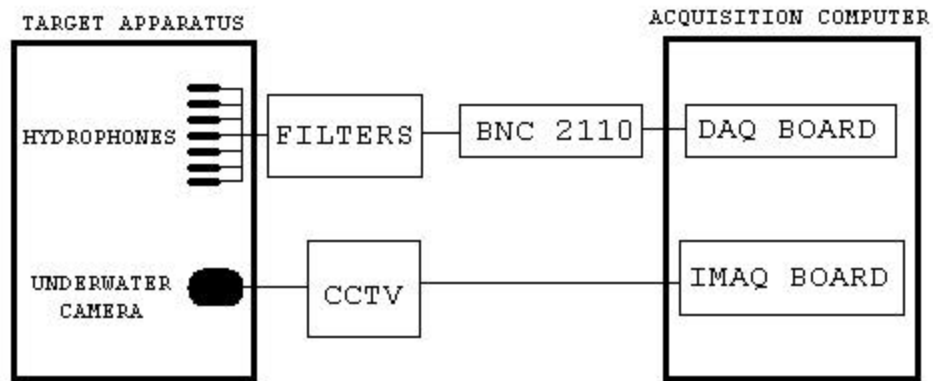 TARGET APPARATUS
ACQUISITION COMPUTER
HYDROPHONES
FILTERS
BNC 2110
DAQ BOARD
UNDERWATER
CAMERA
CCTV
IMAQ BOARD